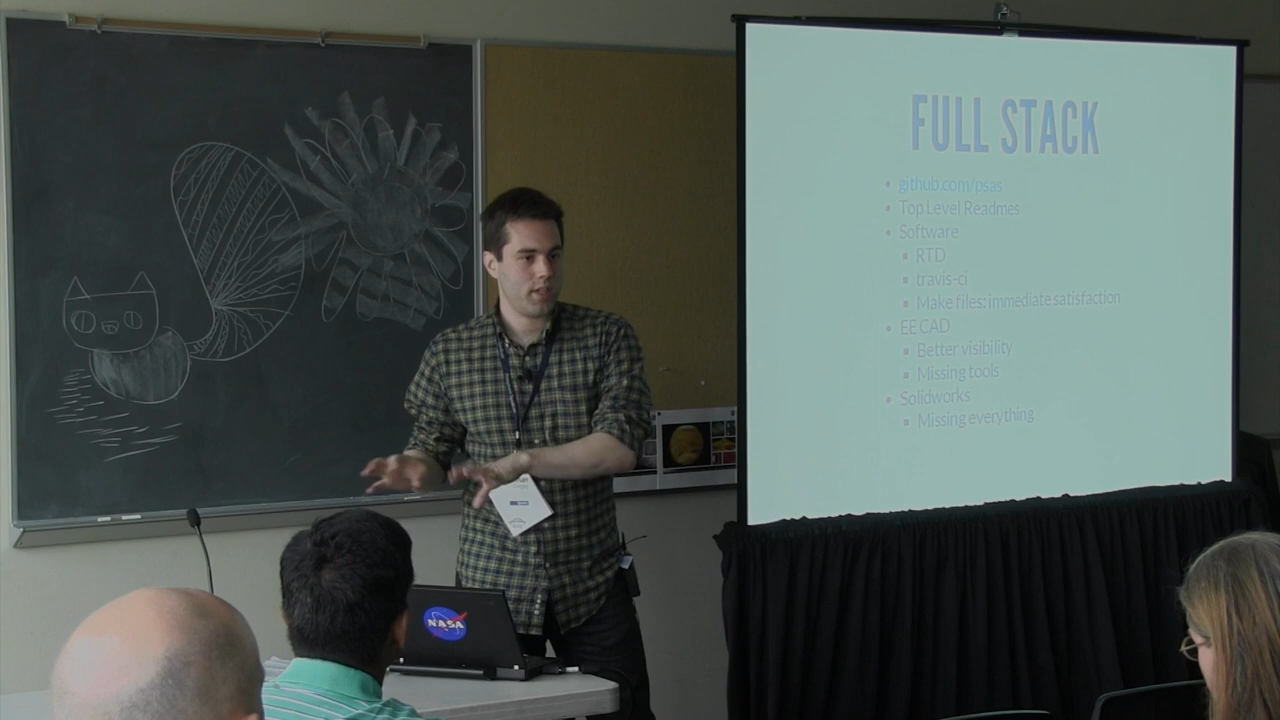 FULL STACK
github.com/psas
Top Level Readmes
Software
RTD
travis-ci
Make files: immediate satisfaction
EE CAD
Better visibility
Missing tools
Solidworks
Missing everything
NASA